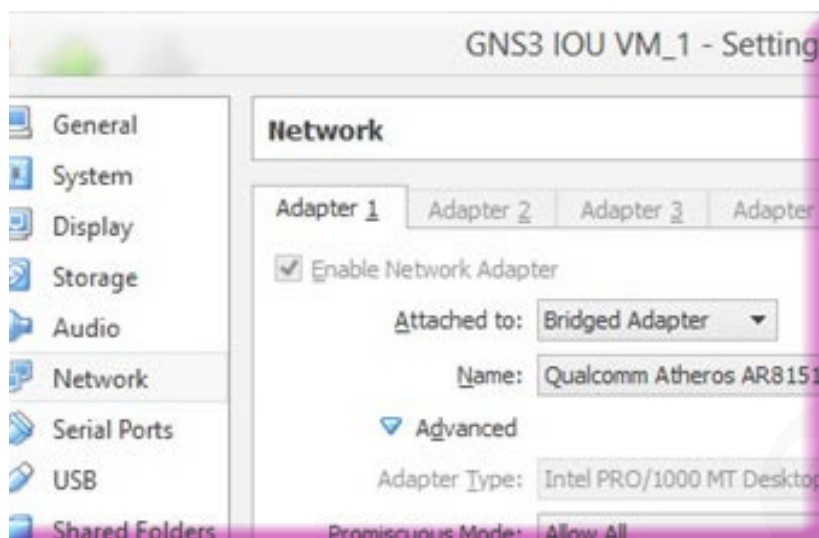 GNS3 IOU VM_1 - Setting
General
System
Display
Storage
Audio
Network
Serial Ports
USB
Shared Folders
Network
Adapter 1 Adapter 2 Adapter 3 Adapter
Enable Network Adapter
Attached to: Bridged Adapter
Name: Qualcomm Atheros AR8151
Advanced
Adapter Type: Intel PRO/1000 MT Desktop
Promiscuous Mode: Allow All